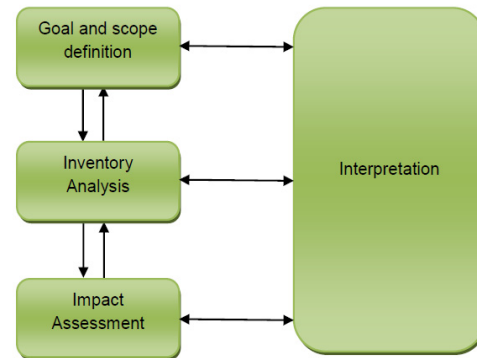 Goal and scope
definition
Inventory
Analysis
Interpretation
Impact
Assessment